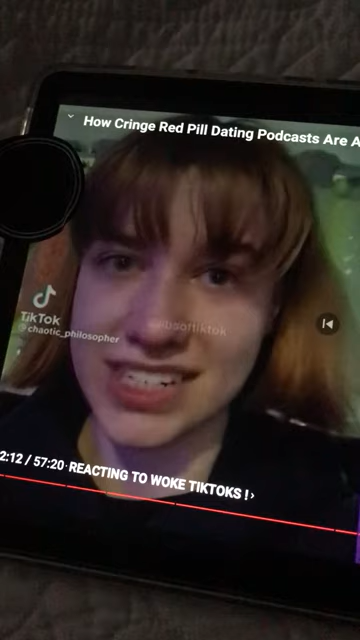 How Cringe Red Pill Dating Podcasts Are A
TikTok
@chaotic_philosopher
2:12 / 57:20 · REACTING TO WOKE TIKTOKS ! ›